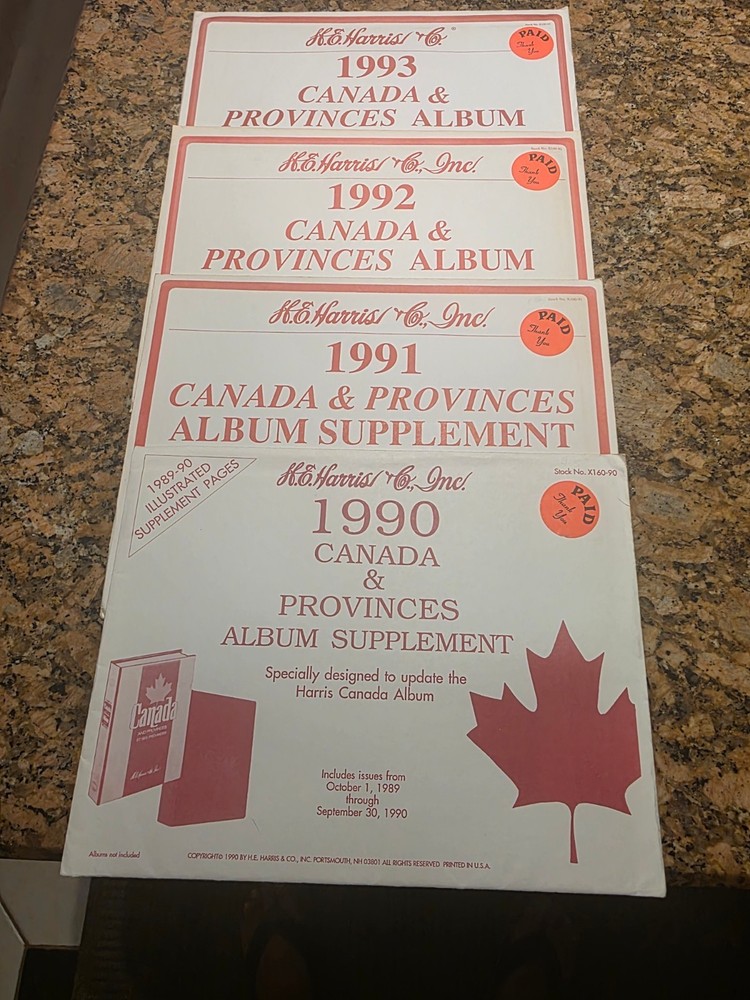 H.E. Harris & Co.®
PAID
Thank
You
1993
CANADA &
PROVINCES ALBUM
H.E. Harris & Co., Inc.
PAID
Thank
You
1992
CANADA &
PROVINCES ALBUM
H.E. Harris & Co., Inc.
PAID
Thank
You
1991
CANADA & PROVINCES
ALBUM SUPPLEMENT
1989-90
ILLUSTRATED
SUPPLEMENT PAGES
H.E. Harris & Co., Inc.
Stock No. X160-90
PAID
Thank
You
1990
CANADA
&
PROVINCES
ALBUM SUPPLEMENT
Specially designed to update the
Harris Canada Album
Canada
Includes issues from
October 1, 1989
through
September 30, 1990
Albums not included
COPYRIGHT© 1990 BY H.E. HARRIS & CO., INC. PORTSMOUTH, NH 03801 ALL RIGHTS RESERVED PRINTED IN U.S.A.